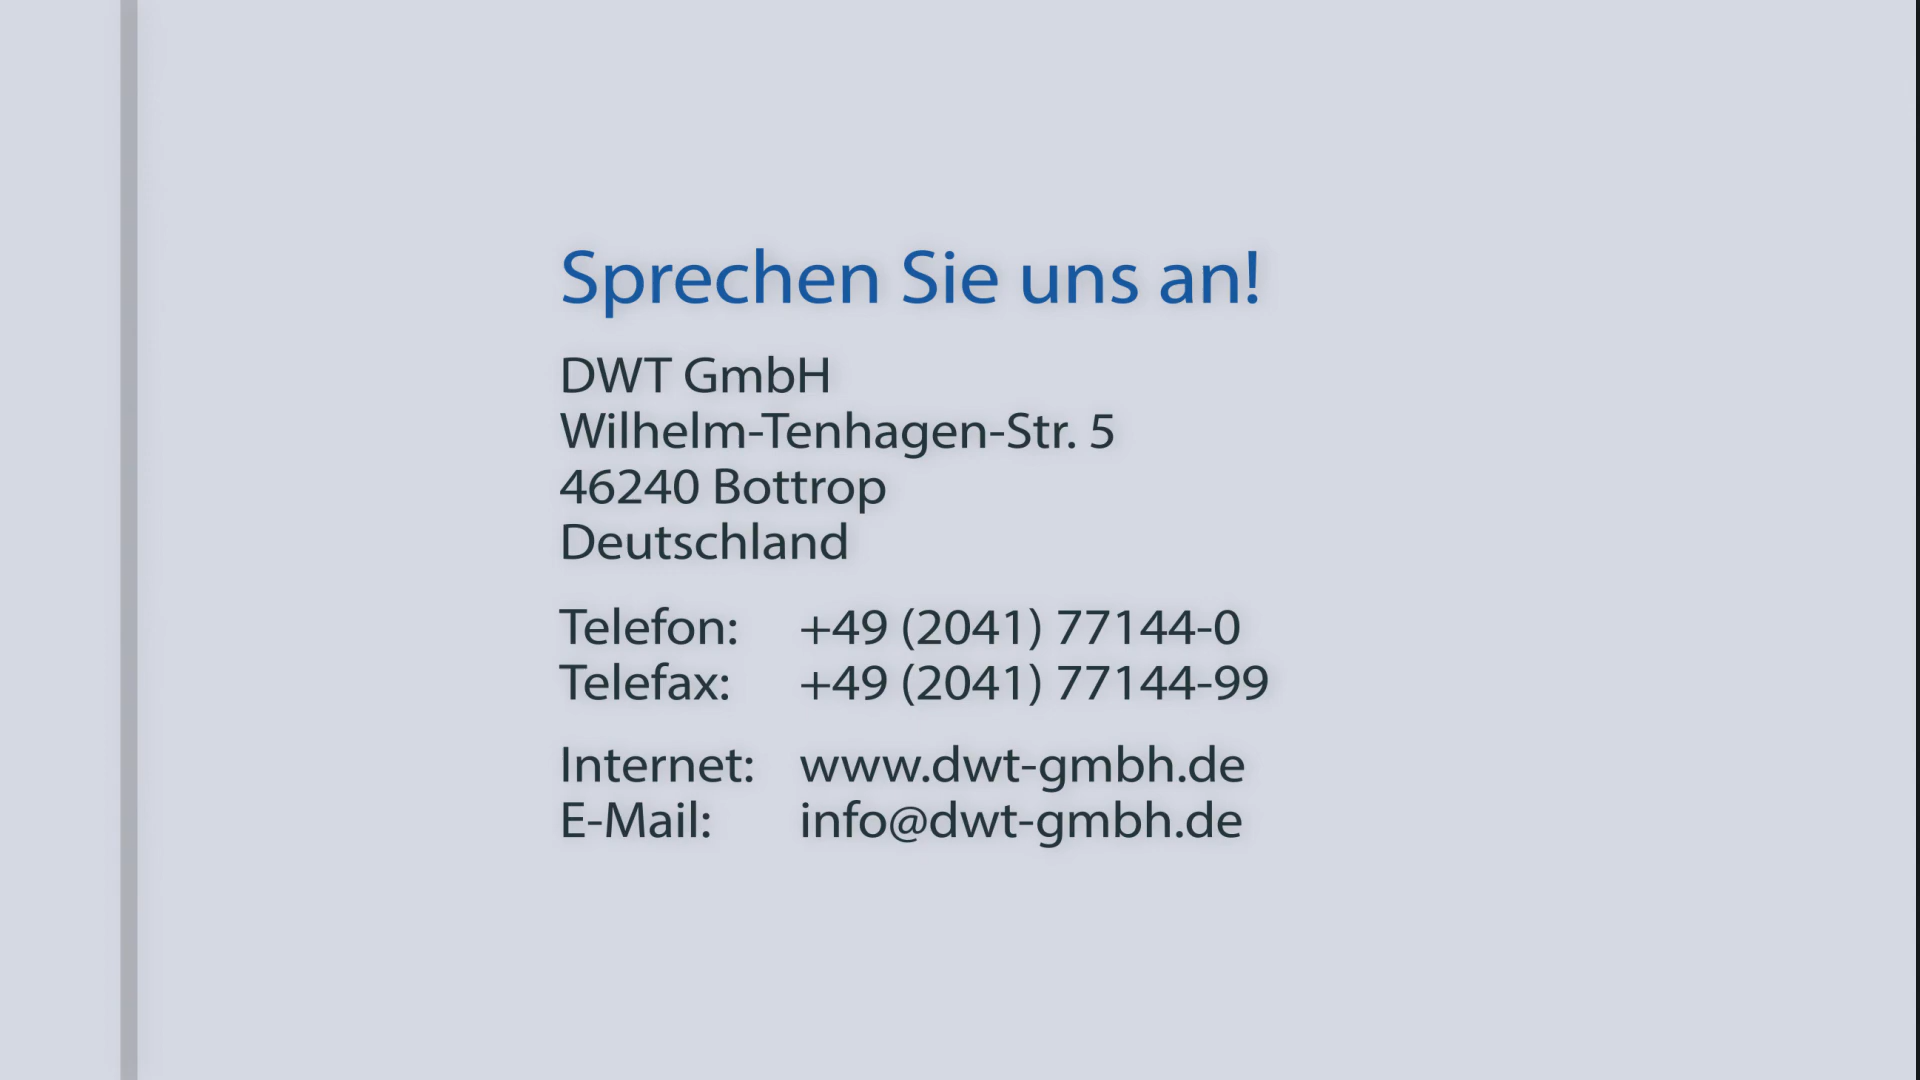 Sprechen Sie uns an!
DWT GmbH
Wilhelm-Tenhagen-Str. 5
46240 Bottrop
Deutschland
Telefon: +49 (2041) 77144-0
Telefax: +49 (2041) 77144-99
Internet: www.dwt-gmbh.de
E-Mail: info@dwt-gmbh.de